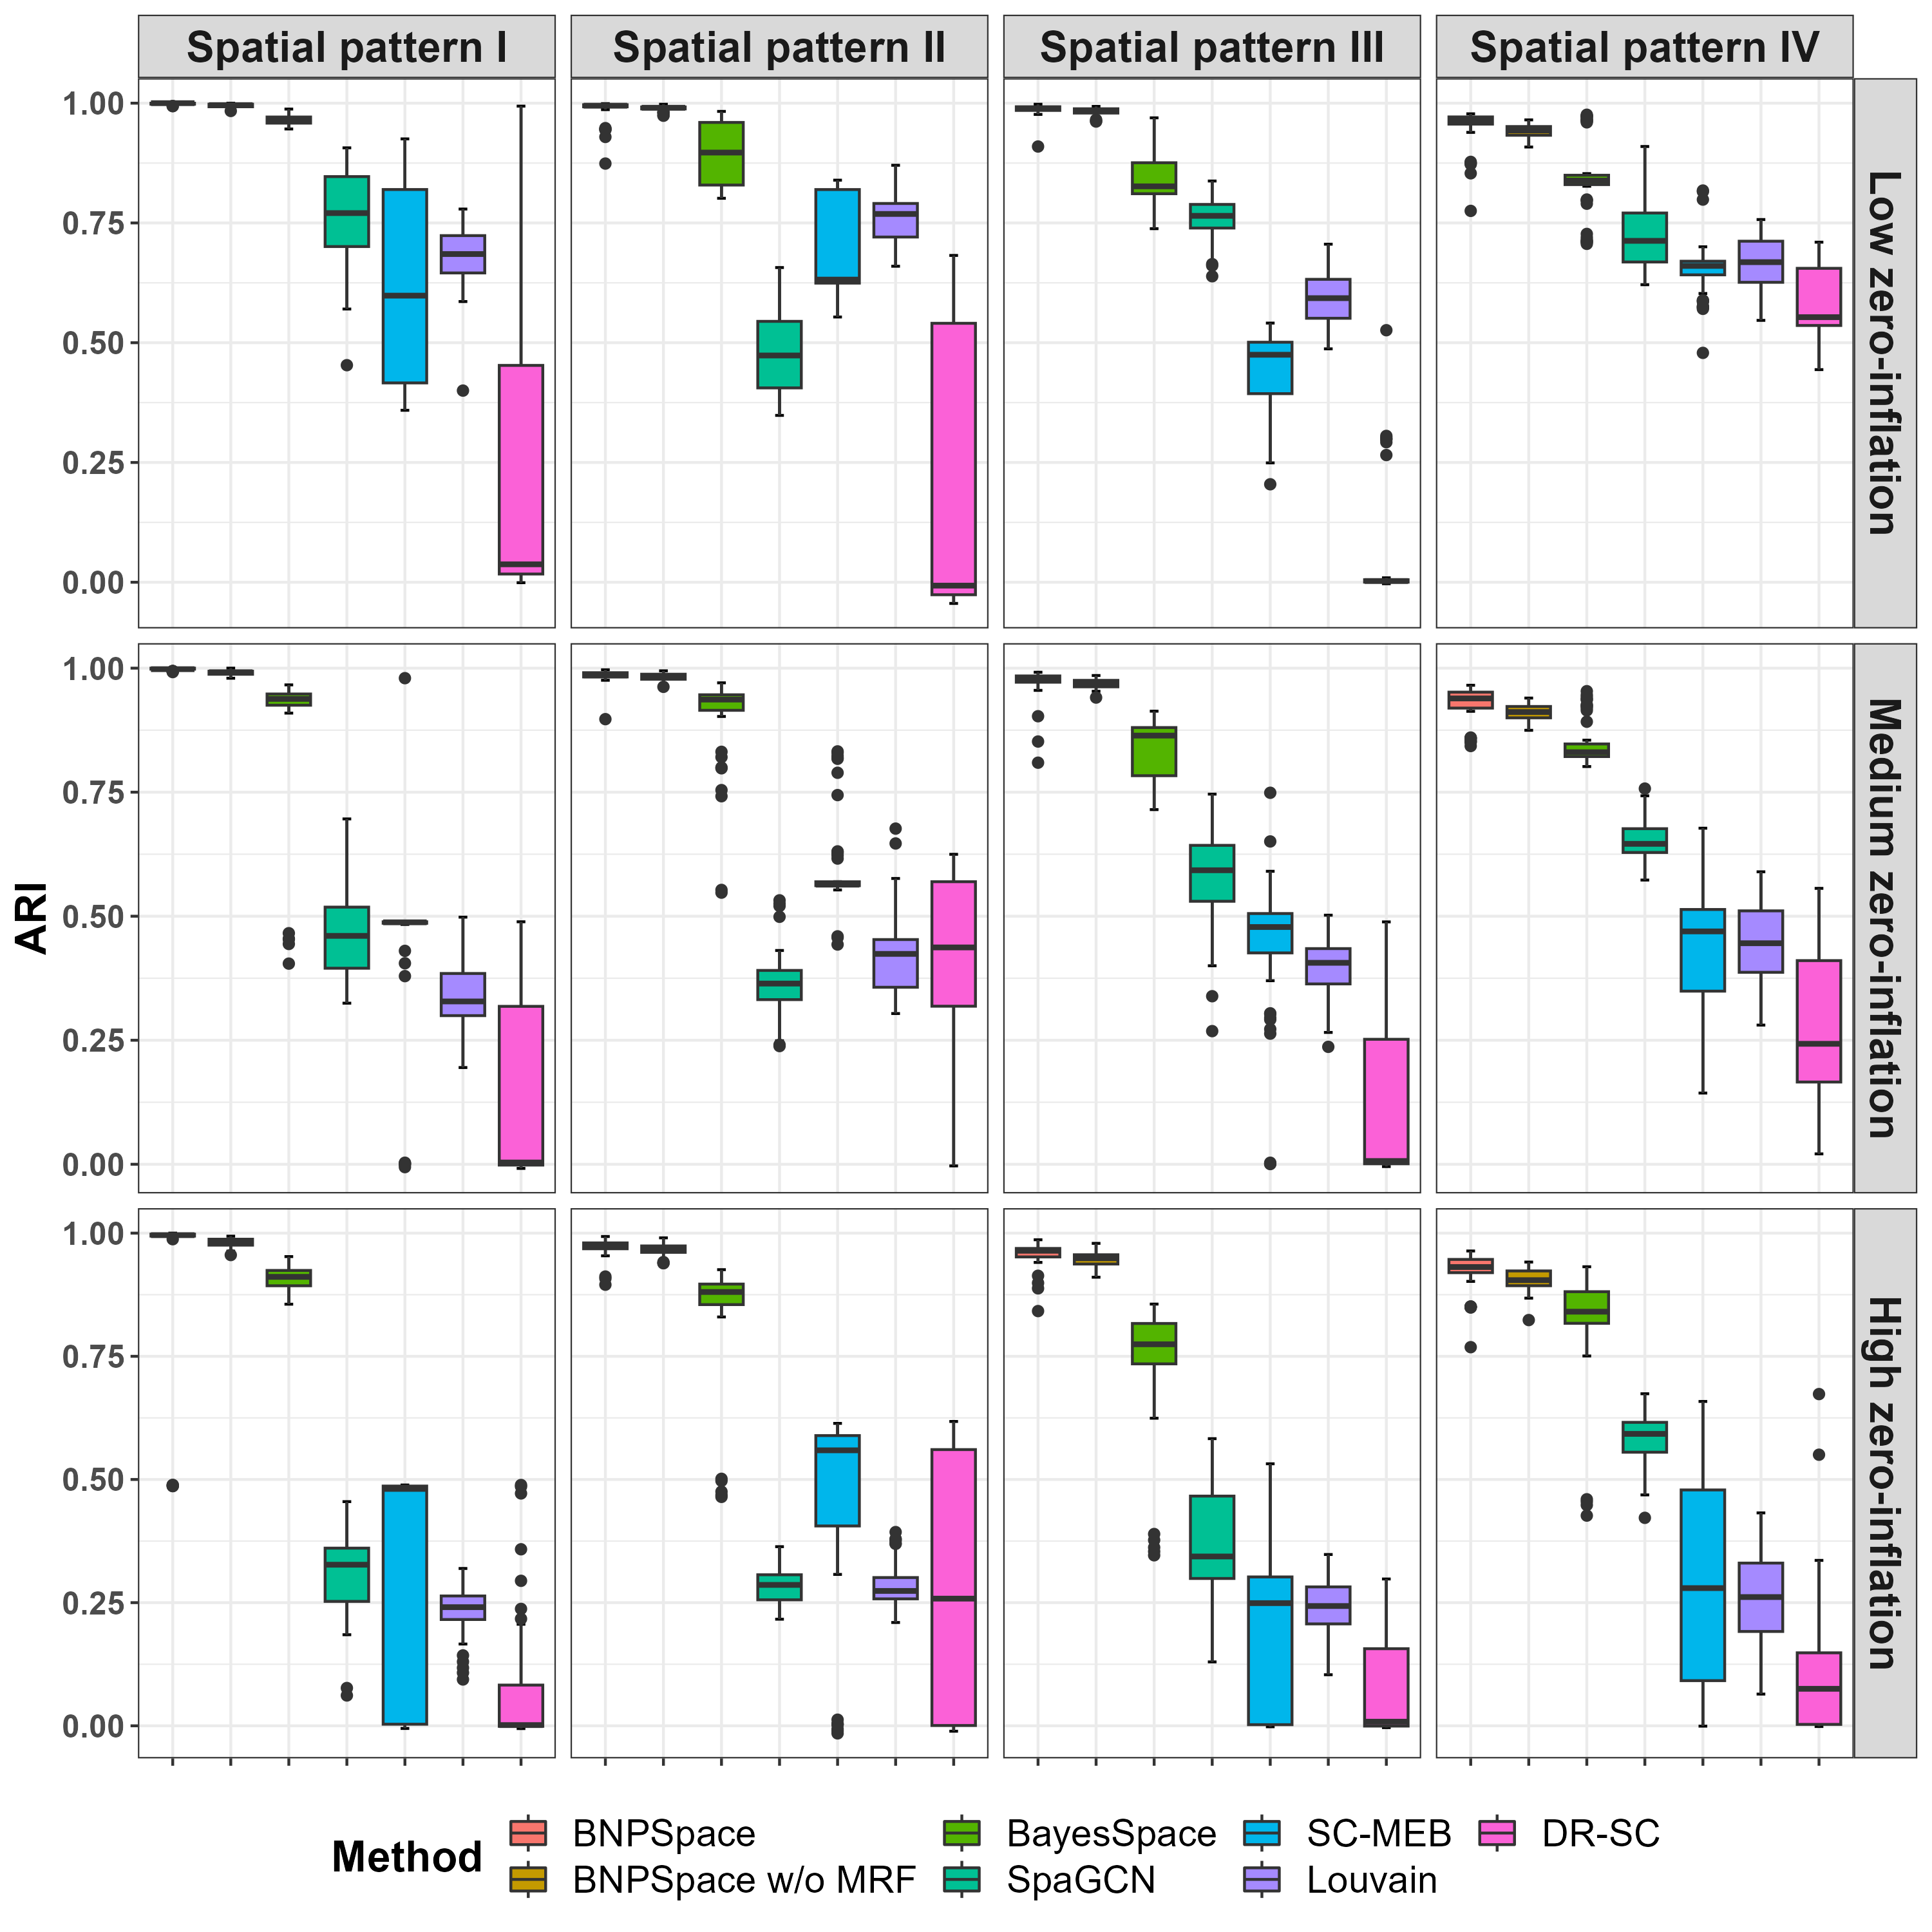 Spatial pattern I
Spatial pattern II
Spatial pattern III
Spatial pattern IV
1.00
0.75
0.50
0.25
0.00
Low zero-inflation
1.00
0.75
0.50
0.25
0.00
Medium zero-inflation
ARI
1.00
0.75
0.50
0.25
0.00
High zero-inflation
Method
BNPSpace
BayesSpace
SC-MEB
DR-SC
BNPSpace w/o MRF
SpaGCN
Louvain